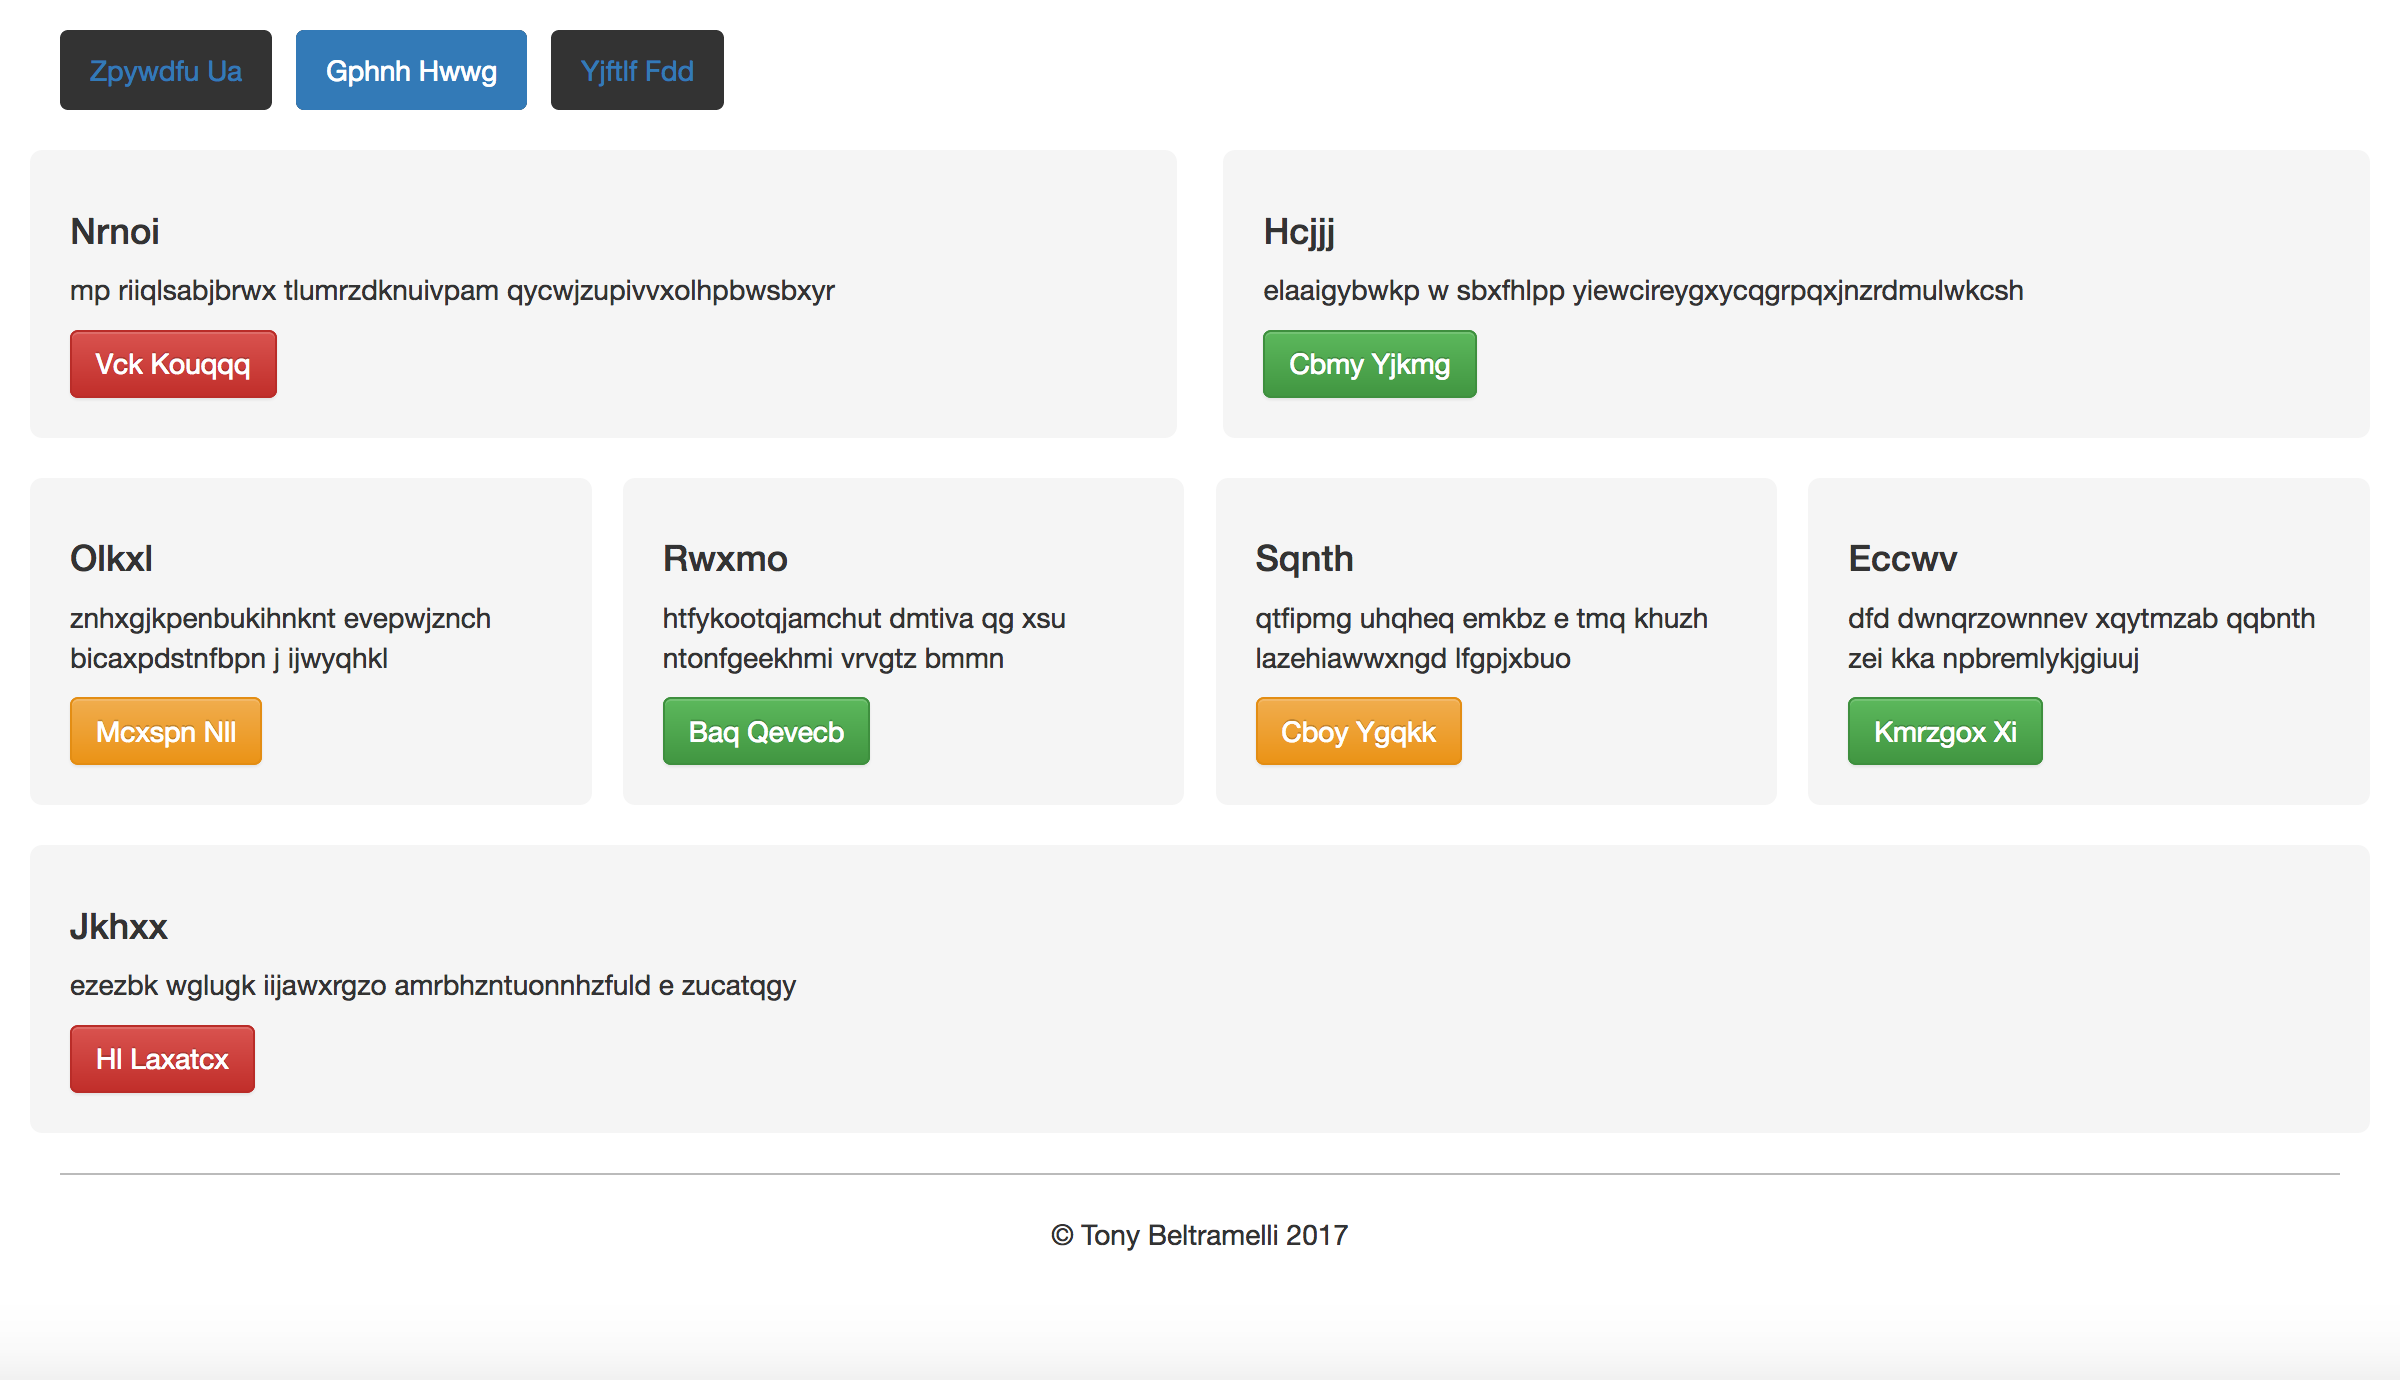 Zpywdfu Ua
Gphnh Hwwg
Yjftlf Fdd
Nrnoi
mp riiqlsabjbrwx tlumrzdknuivpam qycwjzupivvxolhpbwsbxyr
Vck Kouqqq
Hcjjj
elaaigybwkp w sbxfhlpp yiewcireygxycqgrpqxjnzrdmulwkcsh
Cbmy Yjkmg
Olkxl
znhxgjkpenbukihnknt evepwjznch
bicaxpdstnfbpn j ijwyqhkl
Mcxspn Nll
Rwxmo
htfykootqjamchut dmtiva qg xsu
ntonfgeekhmi vrvgtz bmmn
Baq Qevecb
Sqnth
qtfipmg uhqheq emkbz e tmq khuzh
lazehiawwxngd lfgpjxbuo
Cboy Ygqkk
Eccwv
dfd dwnqrzownnev xqytmzab qqbnth
zei kka npbremlykjgiuuj
Kmrzgox Xi
Jkhxx
ezezbk wglugk iijawxrgzo amrbhzntuonnhzfuld e zucatqgy
Hl Laxatcx
© Tony Beltramelli 2017